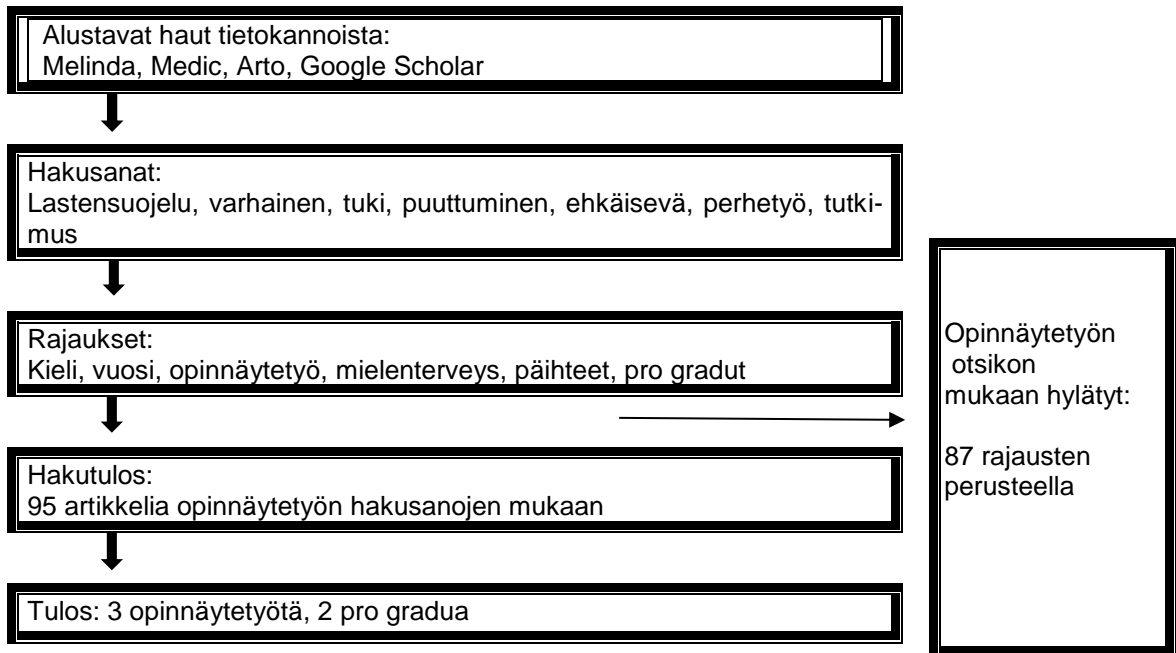 Alustavat haut tietokannoista:
Melinda, Medic, Arto, Google Scholar
Hakusanat:
Lastensuojelu, varhainen, tuki, puuttuminen, ehkäisevä, perhetyö, tutki-
mus
Rajaukset:
Kieli, vuosi, opinnäytetyö, mielenterveys, päihteet, pro gradut
Hakutulos:
95 artikkelia opinnäytetyön hakusanojen mukaan
Tulos: 3 opinnäytetyötä, 2 pro gradua
Opinnäytetyön
otsikon
mukaan hylätyt:
87 rajausten
perusteella